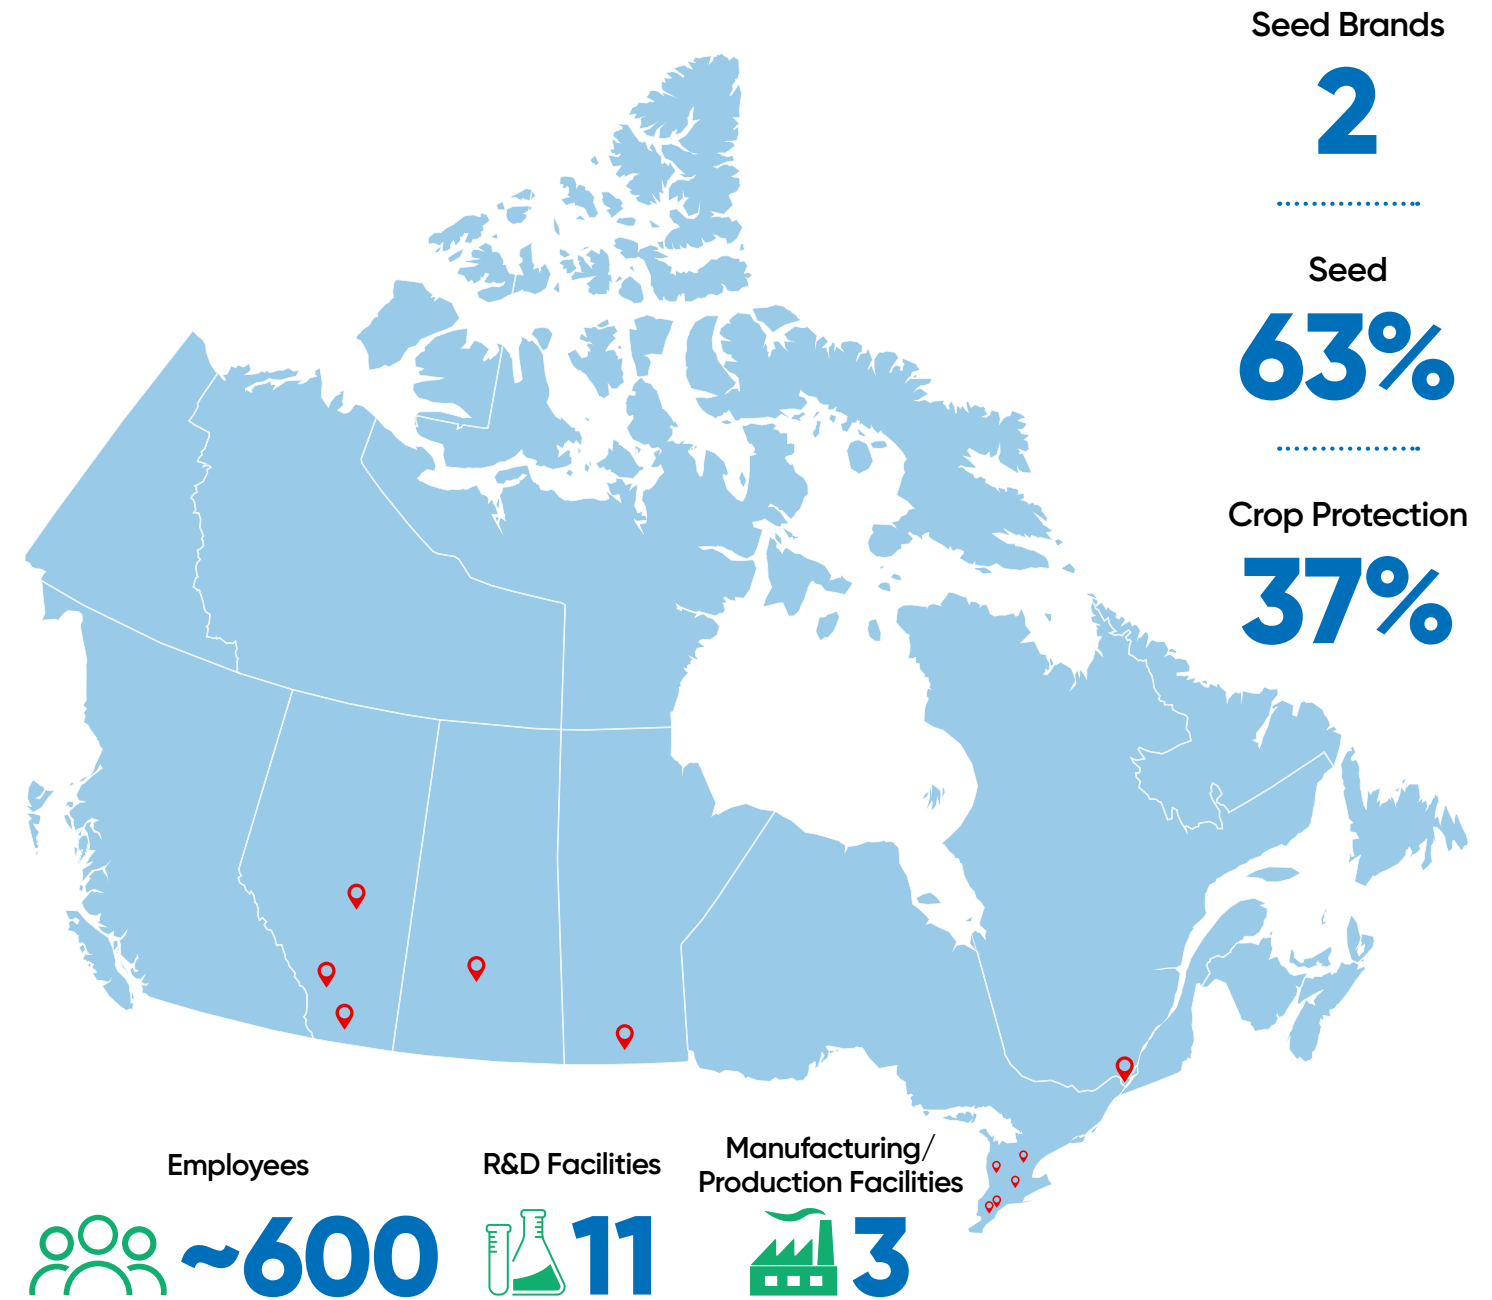 Seed Brands
2
Seed
63%
Crop Protection
37%
Employees
~600
R&D Facilities
11
Manufacturing/
Production Facilities
3